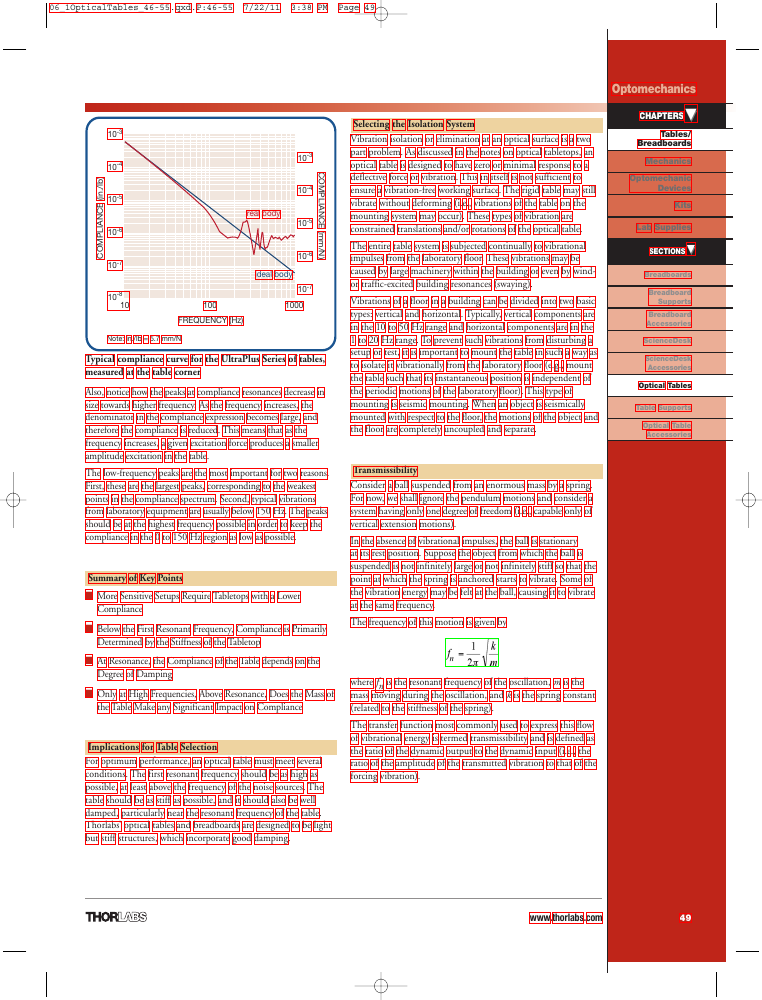 06 1OpticalTables 46-55.qxd.P:46-55 7/22/11 3:38 PM Page 49
Optomechanics
CHAPTERS
Tables/
Breadboards
Mechanics
Optomechanic
Devices
Kits
Lab Supplies
SECTIONS
Breadboards
Breadboard
Supports
Breadboard
Accessories
ScienceDesk
ScienceDesk
Accessories
Optical Tables
Table Supports
Optical Table
Accessories
COMPLIANCE (in./lb)
10-3
10-4
10-5
10-6
10-7
10-8
10-3
10-4
10-5
10-6
10-7
COMPLIANCE (mm/N)
real body
ideal body
10 100 1000
FREQUENCY (Hz)
Note: in/lb = 5.7 mm/N
Typical compliance curve for the UltraPlus Series of tables,
measured at the table corner
Also, notice how the peaks at compliance resonances decrease in
size towards higher frequency. As the frequency increases, the
denominator in the compliance expression becomes large, and
therefore the compliance is reduced. This means that as the
frequency increases, a given excitation force produces a smaller
amplitude excitation in the table.
The low-frequency peaks are the most important for two reasons.
First, these are the largest peaks, corresponding to the weakest
points in the compliance spectrum. Second, typical vibrations
from laboratory equipment are usually below 150 Hz. The peaks
should be at the highest frequency possible in order to keep the
compliance in the 0 to 150 Hz region as low as possible.
Summary of Key Points
More Sensitive Setups Require Tabletops with a Lower
Compliance
Below the First Resonant Frequency, Compliance is Primarily
Determined by the Stiffness of the Tabletop
At Resonance, the Compliance of the Table depends on the
Degree of Damping
Only at High Frequencies, Above Resonance, Does the Mass of
the Table Make any Significant Impact on Compliance
Implications for Table Selection
For optimum performance, an optical table must meet several
conditions. The first resonant frequency should be as high as
possible, at least above the frequency of the noise sources. The
table should be as stiff as possible, and it should also be well
damped, particularly near the resonant frequency of the table.
Thorlabs optical tables and breadboards are designed to be light
but stiff structures, which incorporate good damping.
Selecting the Isolation System
Vibration isolation or elimination at an optical surface is a two
part problem. As discussed in the notes on optical tabletops, an
optical table is designed to have zero or minimal response to a
deflective force or vibration. This in itself is not sufficient to
ensure a vibration-free working surface. The rigid table may still
vibrate without deforming (i.e., vibrations of the table on the
mounting system may occur). These types of vibration are
constrained translations and/or rotations of the optical table.
The entire table system is subjected continually to vibrational
impulses from the laboratory floor. These vibrations may be
caused by large machinery within the building or even by wind-
or traffic-excited building resonances (swaying).
Vibrations of a floor in a building can be divided into two basic
types: vertical and horizontal. Typically, vertical components are
in the 10 to 50 Hz range and horizontal components are in the
1 to 20 Hz range. To prevent such vibrations from disturbing a
setup or test, it is important to mount the table in such a way as
to isolate it vibrationally from the laboratory floor (e.g., mount
the table such that its instantaneous position is independent of
the periodic motions of the laboratory floor). This type of
mounting is seismic mounting. When an object is seismically
mounted with respect to the floor, the motions of the object and
the floor are completely uncoupled and separate.
Transmissibility
Consider a ball suspended from an enormous mass by a spring.
For now, we shall ignore the pendulum motions and consider a
system having only one degree of freedom (i.e., capable only of
vertical extension motions).
In the absence of vibrational impulses, the ball is stationary
at its rest position. Suppose the object from which the ball is
suspended is not infinitely large or not infinitely stiff so that the
point at which the spring is anchored starts to vibrate. Some of
the vibration energy may be felt at the ball, causing it to vibrate
at the same frequency.
The frequency of this motion is given by
fn = 1/2π √k/m
where fn is the resonant frequency of the oscillation, m is the
mass moving during the oscillation, and k is the spring constant
(related to the stiffness of the spring).
The transfer function most commonly used to express this flow
of vibrational energy is termed transmissibility and is defined as
the ratio of the dynamic output to the dynamic input (i.e., the
ratio of the amplitude of the transmitted vibration to that of the
forcing vibration).
THORLABS
www.thorlabs.com
49